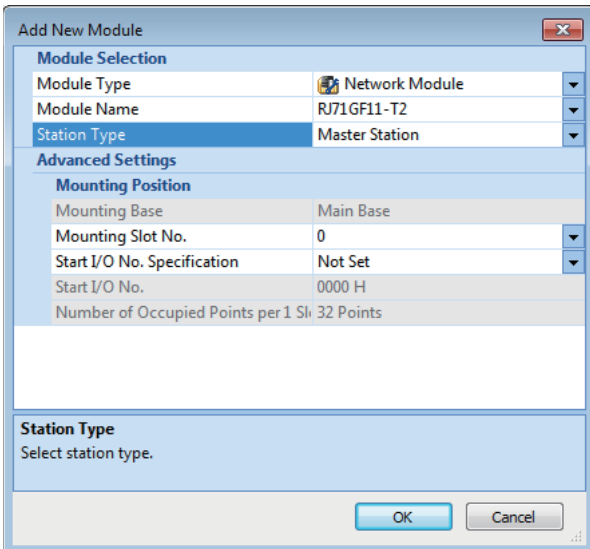 Add New Module
Module Selection
Module Type Network Module
Module Name RJ71GF11-T2
Station Type Master Station
Advanced Settings
Mounting Position
Mounting Base Main Base
Mounting Slot No. 0
Start I/O No. Specification Not Set
Start I/O No. 0000 H
Number of Occupied Points per 1 Sl 32 Points
Station Type
Select station type.
OK Cancel